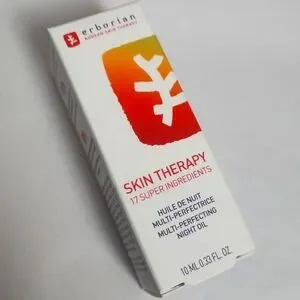 erborian
KOREAN SKIN THERAPY
SKIN THERAPY
17 SUPER INGREDIENTS
HUILE DE NUIT
MULTI-PERFECTRICE
MULTI-PERFECTING
NIGHT OIL
10 ML 0.33 FL. OZ